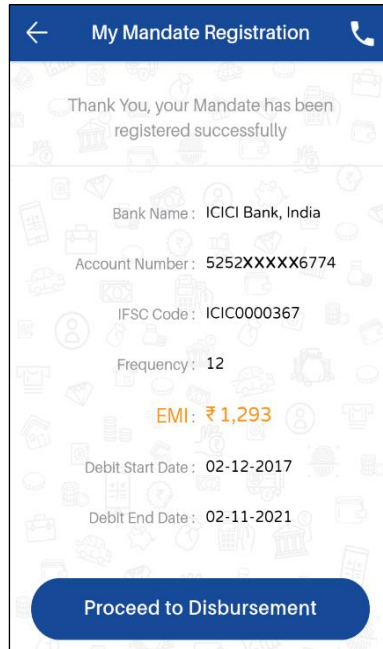 My Mandate Registration
Thank You, your Mandate has been
registered successfully
Bank Name : ICICI Bank, India
Account Number : 5252XXXXX6774
IFSC Code : ICIC0000367
Frequency : 12
EMI : ₹ 1,293
Debit Start Date : 02-12-2017
Debit End Date : 02-11-2021
Proceed to Disbursement